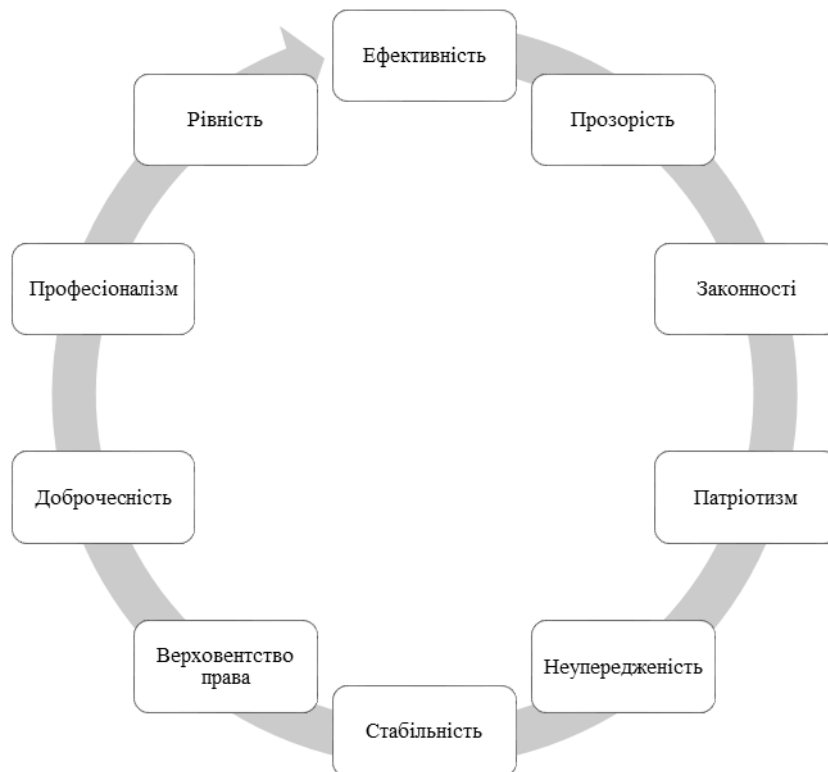 Ефективність
Прозорість
Законності
Патріотизм
Неупередженість
Стабільність
Верховентство
права
Доброчесність
Професіоналізм
Рівність